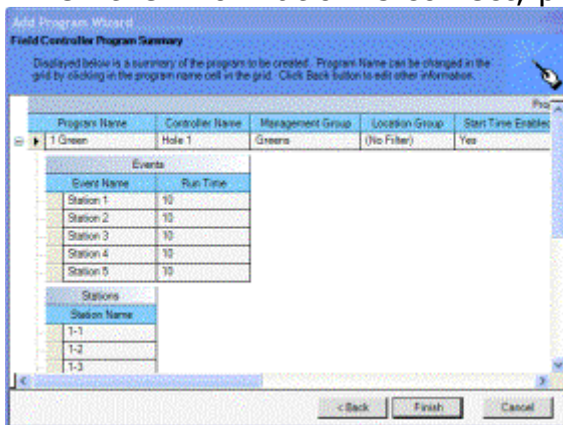 Add Program Wizard
Field Controller Program Summary
Displayed below is a summary of the program to be created. Program Name can be changed in the
grid by clicking in the program name cell in the grid. Click Back button to edit other information.
Program Name Controller Name Management Group Location Group Start Time Enabled
1 Green Hole 1 Greens (No Filter) Yes
Events
Event Name Run Time
Station 1 10
Station 2 10
Station 3 10
Station 4 10
Station 5 10
Stations
Station Name
1-1
1-2
1-3
< Back Finish Cancel